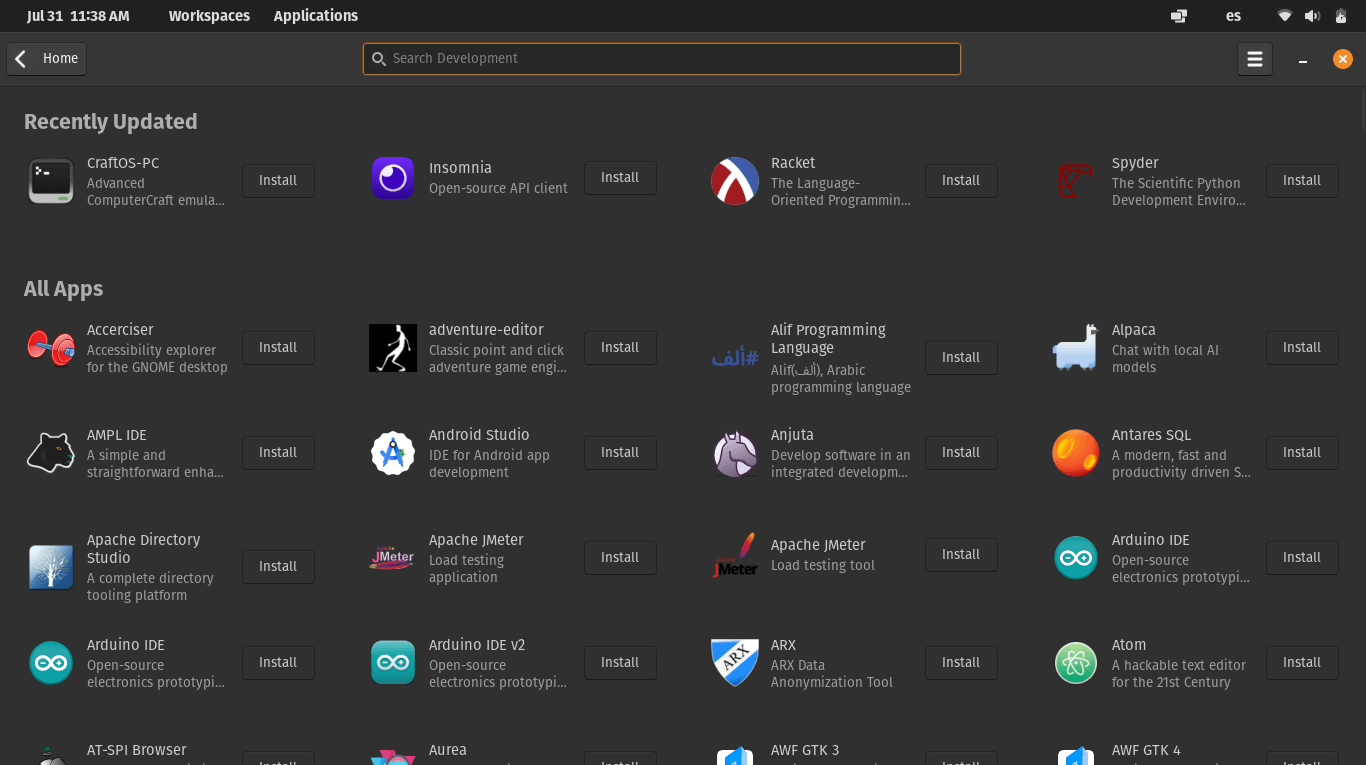 Jul 31 11:38 AM
Workspaces
Applications
es
Home
Search Development
Recently Updated
CraftOS-PC
Advanced
ComputerCraft emula...
Install
Insomnia
Open-source API client
Install
Racket
The Language-
Oriented Programmin...
Install
Spyder
The Scientific Python
Development Enviro...
Install
All Apps
Accerciser
Accessibility explorer
for the GNOME desktop
Install
adventure-editor
Classic point and click
adventure game engi...
Install
#ألف
Alif Programming
Language
Alif(ألف), Arabic
programming language
Install
Alpaca
Chat with local AI
models
Install
AMPL IDE
A simple and
straightforward enha...
Install
Android Studio
IDE for Android app
development
Install
Anjuta
Develop software in an
integrated developm...
Install
Antares SQL
A modern, fast and
productivity driven S...
Install
Apache Directory
Studio
A complete directory
tooling platform
Install
JMeter
Apache JMeter
Load testing
application
Install
JMeter
Apache JMeter
Load testing tool
Install
Arduino IDE
Open-source
electronics prototypi...
Install
Arduino IDE
Open-source
electronics prototypi...
Install
Arduino IDE v2
Open-source
electronics prototypi...
Install
ARX
ARX
ARX Data
Anonymization Tool
Install
Atom
A hackable text editor
for the 21st Century
Install
AT-SPI Browser
Install
Aurea
Install
AWF GTK 3
Install
AWF GTK 4
Install